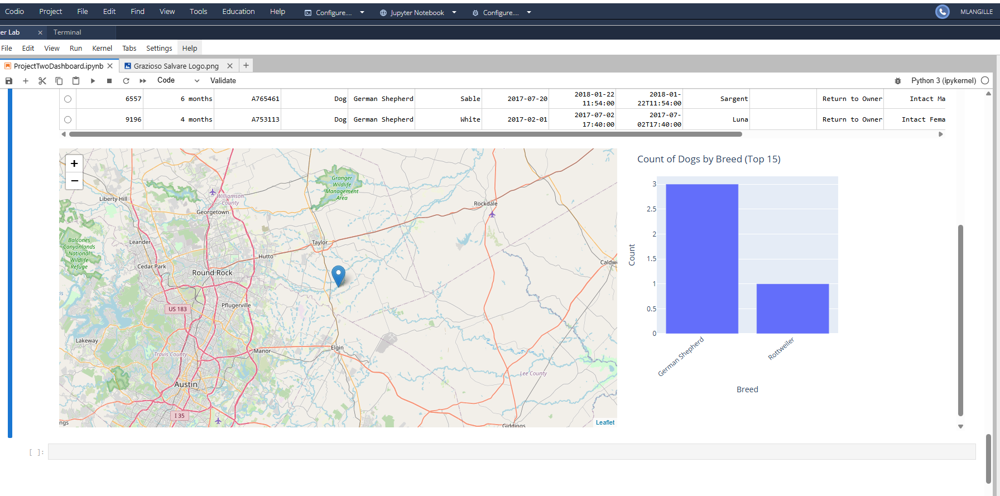 Codio Project File Edit Find View Tools Education Help Configure.... Jupyter Notebook Configure.... MLANGILLE
er Lab Terminal
File Edit View Run Kernel Tabs Settings Help
ProjectTwoDashboard.ipynb Grazioso Salvare Logo.png
Code Validate Python 3 (ipykernel)
6557 6 months A765461 Dog German Shepherd Sable 2017-07-20 2018-01-22 11:54:00 2018-01-22T11:54:00 Sargent Return to Owner Intact Ma
9196 4 months A753113 Dog German Shepherd White 2017-02-01 2017-07-02 17:40:00 2017-07-02T17:40:00 Luna Return to Owner Intact Fema
+
−
Granger
Wildlife
Management
Area
Liberty Hill
Williamson
County
Georgetown
Rockdale
Balcones
Canyonlands
National
Wildlife
Refuge
Leander
Taylor
Hutto
Cedar Park
Round Rock
Caldw
is
US 183
Pflugerville
Lakeway
Travis County
Manor
Elgin
Lee County
Austin
I 35
ngs
Giddings
Leaflet
Count of Dogs by Breed (Top 15)
3
2.5
2
1.5
1
0.5
0
Count
German Shepherd
Rottweiler
Breed
[ ]: